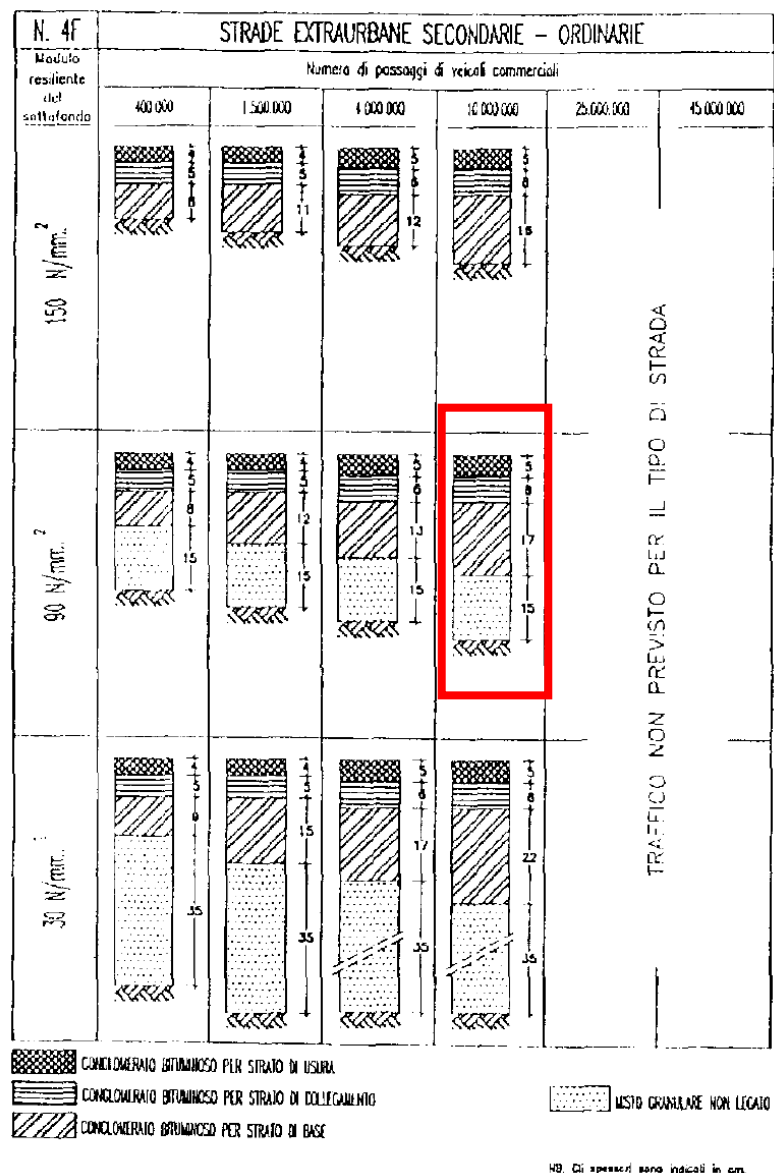 N. 4F
STRADE EXTRAURBANE SECONDARIE – ORDINARIE
Modulo
resiliente
del
sottofondo
Numero di passaggi di veicoli commerciali
400 000
1.500.000
4 000 000
10 000 000
25.000.000
45 000 000
150 N/mm.²
4
5
8
4
5
11
5
6
12
5
6
16
90 N/mm.²
4
5
8
15
4
5
12
15
5
6
13
15
5
6
17
15
30 N/mm.²
4
5
9
35
4
5
15
35
5
6
17
35
5
6
22
35
TRAFFICO NON PREVISTO PER IL TIPO DI STRADA
CONGLOMERATO BITUMINOSO PER STRATO DI USURA
CONGLOMERATO BITUMINOSO PER STRATO DI COLLEGAMENTO
CONGLOMERATO BITUMINOSO PER STRATO DI BASE
MISTO GRANULARE NON LEGATO
NB. Gli spessori sono indicati in cm.